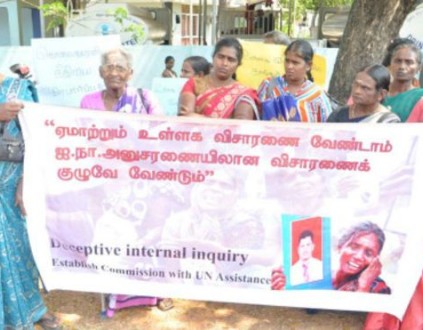 “ஏமாற்றும் உள்ளக விசாரணை வேண்டாம்
ஐ.நா..அனுசரணையிலான விசாரணைக்
குழுவே வேண்டும்”
Deceptive internal inquiry
Establish Commission with UN Assistance